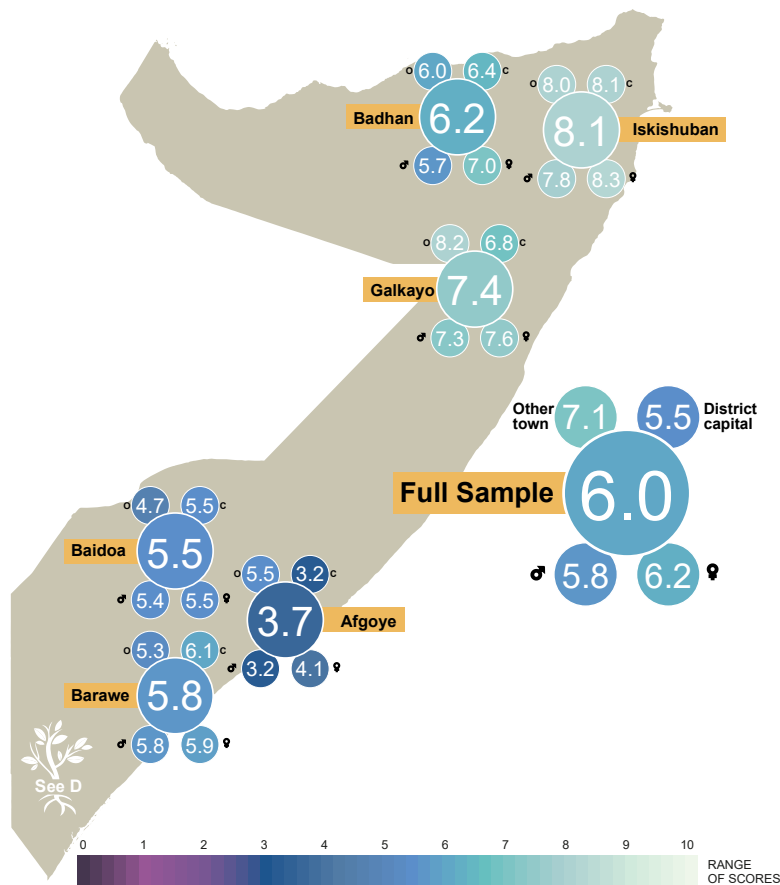 O 6.0 6.4 C
Badhan 6.2
♂ 5.7 7.0 ♀
O 8.0 8.1 C
8.1 Iskishuban
♂ 7.8 8.3 ♀
O 8.2 6.8 C
Galkayo 7.4
♂ 7.3 7.6 ♀
Other
town 7.1 5.5 District
capital
Full Sample 6.0
♂ 5.8 6.2 ♀
O 4.7 5.5 C
Baidoa 5.5
♂ 5.4 5.5 ♀
O 5.5 3.2 C
3.7 Afgoye
♂ 3.2 4.1 ♀
O 5.3 6.1 C
Barawe 5.8
♂ 5.8 5.9 ♀
See D
0 1 2 3 4 5 6 7 8 9 10
RANGE
OF SCORES